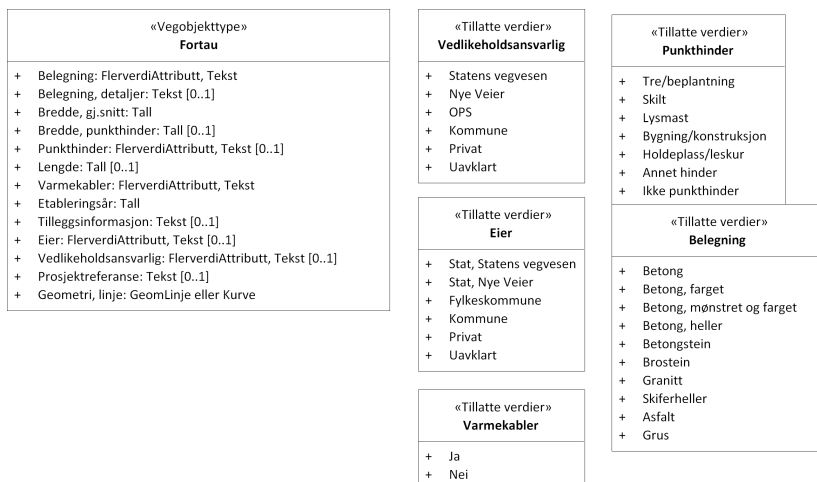 «Vegobjekttype»
Fortau
+ Belegning: FlerverdiAttributt, Tekst
+ Belegning, detaljer: Tekst [0..1]
+ Bredde, gj.snitt: Tall
+ Bredde, punkthinder: Tall [0..1]
+ Punkthinder: FlerverdiAttributt, Tekst [0..1]
+ Lengde: Tall [0..1]
+ Varmekabler: FlerverdiAttributt, Tekst
+ Etableringsår: Tall
+ Tilleggsinformasjon: Tekst [0..1]
+ Eier: FlerverdiAttributt, Tekst [0..1]
+ Vedlikeholdsansvarlig: FlerverdiAttributt, Tekst [0..1]
+ Prosjektreferanse: Tekst [0..1]
+ Geometri, linje: GeomLinje eller Kurve
«Tillatte verdier»
Vedlikeholdsansvarlig
+ Statens vegvesen
+ Nye Veier
+ OPS
+ Kommune
+ Privat
+ Uavklart
«Tillatte verdier»
Eier
+ Stat, Statens vegvesen
+ Stat, Nye Veier
+ Fylkeskommune
+ Kommune
+ Privat
+ Uavklart
«Tillatte verdier»
Varmekabler
+ Ja
+ Nei
«Tillatte verdier»
Punkthinder
+ Tre/beplantning
+ Skilt
+ Lysmast
+ Bygning/konstruksjon
+ Holdeplass/leskur
+ Annet hinder
+ Ikke punkthinder
«Tillatte verdier»
Belegning
+ Betong
+ Betong, farget
+ Betong, mønstret og farget
+ Betong, heller
+ Betongstein
+ Brostein
+ Granitt
+ Skiferheller
+ Asfalt
+ Grus